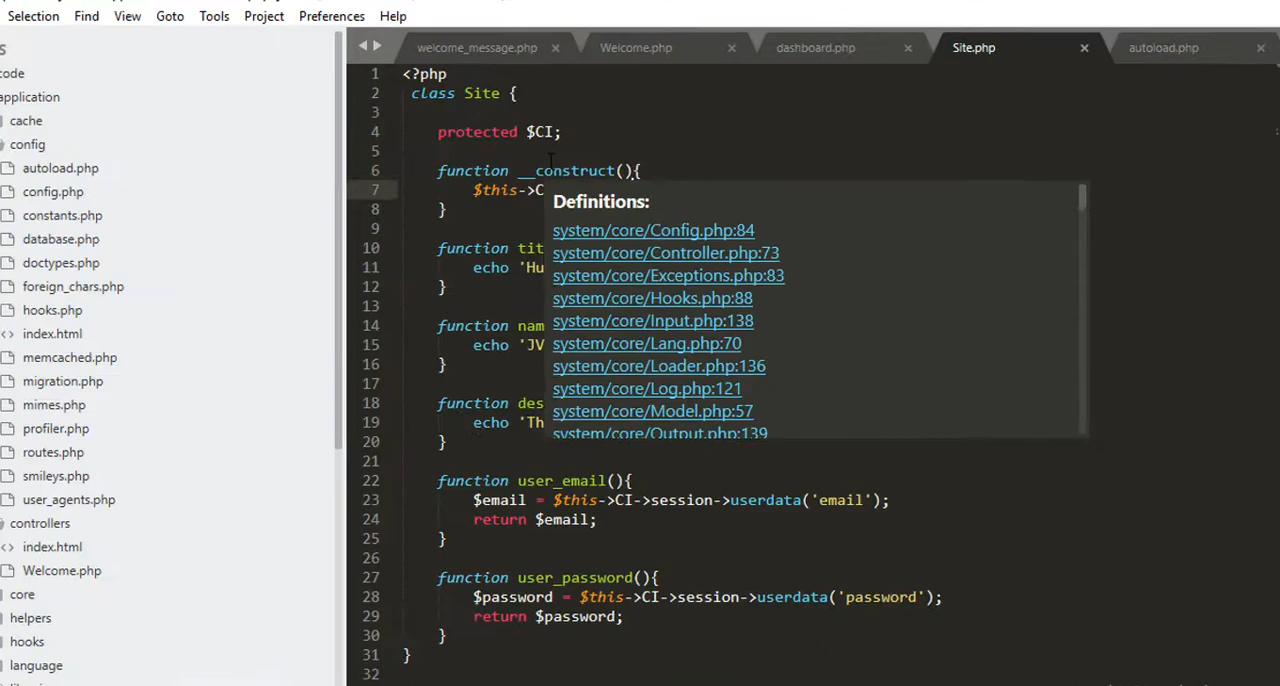 Selection Find View Goto Tools Project Preferences Help
S
code
application
cache
config
autoload.php
config.php
constants.php
database.php
doctypes.php
foreign_chars.php
hooks.php
index.html
memcached.php
migration.php
mimes.php
profiler.php
routes.php
smileys.php
user_agents.php
controllers
index.html
Welcome.php
core
helpers
hooks
language
welcome_message.php × Welcome.php × dashboard.php × Site.php × autoload.php ×
1 <?php
2 class Site {
3
4 protected $CI;
5
6 function __construct(){
7 $this->C
8 }
9
10 function tit
11 echo 'Hu
12 }
13
14 function nam
15 echo 'JV
16 }
17
18 function des
19 echo 'Th
20 }
21
22 function user_email(){
23 $email = $this->CI->session->userdata('email');
24 return $email;
25 }
26
27 function user_password(){
28 $password = $this->CI->session->userdata('password');
29 return $password;
30 }
31 }
32
Definitions:
system/core/Config.php:84
system/core/Controller.php:73
system/core/Exceptions.php:83
system/core/Hooks.php:88
system/core/Input.php:138
system/core/Lang.php:70
system/core/Loader.php:136
system/core/Log.php:121
system/core/Model.php:57
system/core/Output.php:139